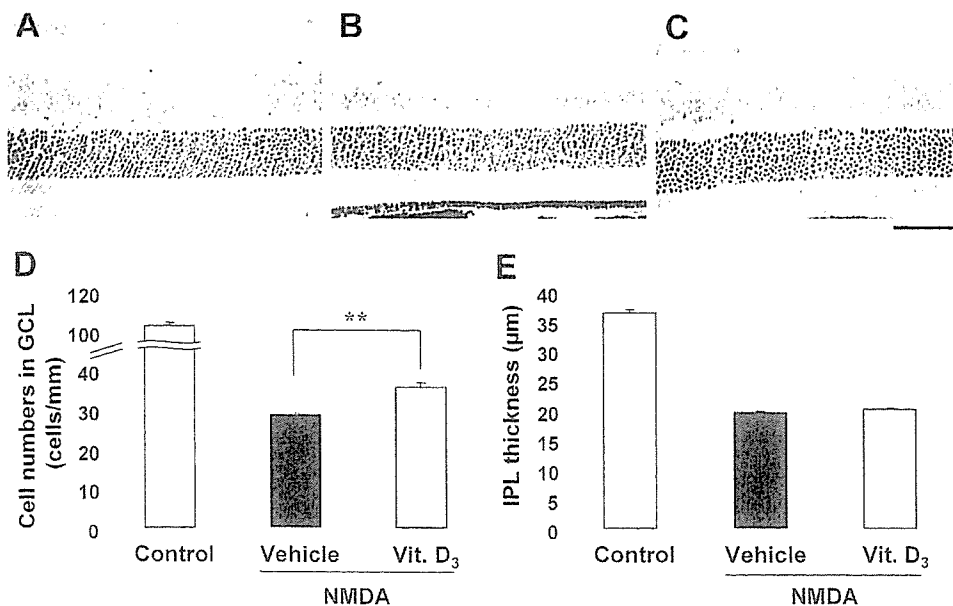 A
B
C
D
Cell numbers in GCL
(cells/mm)
120
100
40
30
20
10
0
**
Control
Vehicle
Vit. D₃
NMDA
E
IPL thickness (μm)
40
35
30
25
20
15
10
5
0
Control
Vehicle
Vit. D₃
NMDA